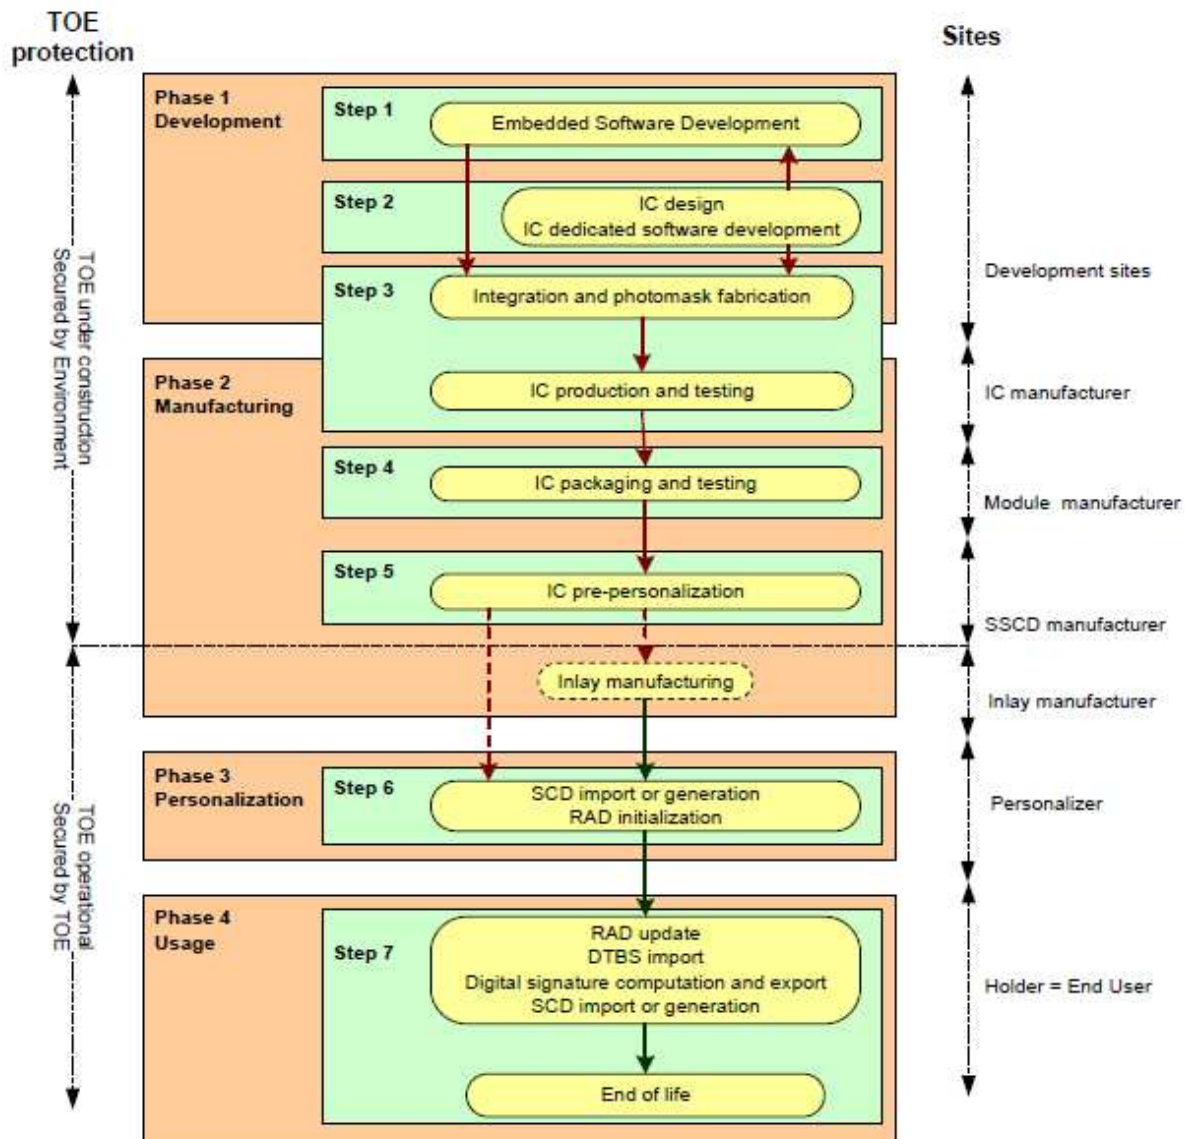 TOE
protection
Sites
Phase 1
Development
Step 1
Embedded Software Development
Step 2
IC design
IC dedicated software development
Step 3
Integration and photomask fabrication
Development sites
TOE under construction
Secured by Environment
Phase 2
Manufacturing
IC production and testing
IC manufacturer
Step 4
IC packaging and testing
Module manufacturer
Step 5
IC pre-personalization
SSCD manufacturer
Inlay manufacturing
Inlay manufacturer
Phase 3
Personalization
Step 6
SCD import or generation
RAD initialization
Personalizer
TOE operational
Secured by TOE
Phase 4
Usage
Step 7
RAD update
DTBS import
Digital signature computation and export
SCD import or generation
Holder = End User
End of life